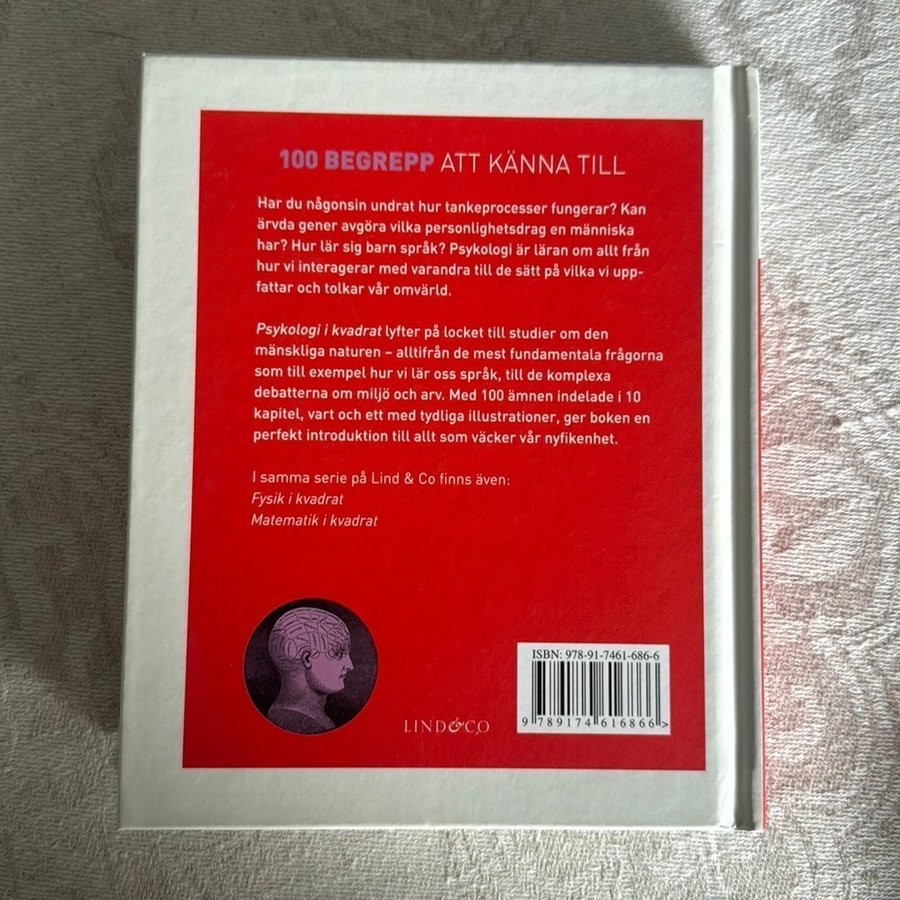 100 BEGREPP ATT KÄNNA TILL
Har du någonsin undrat hur tankeprocesser fungerar? Kan
ärvda gener avgöra vilka personlighetsdrag en människa
har? Hur lär sig barn språk? Psykologi är läran om allt från
hur vi interagerar med varandra till de sätt på vilka vi upp-
fattar och tolkar vår omvärld.
Psykologi i kvadrat lyfter på locket till studier om den
mänskliga naturen – alltifrån de mest fundamentala frågorna
som till exempel hur vi lär oss språk, till de komplexa
debatterna om miljö och arv. Med 100 ämnen indelade i 10
kapitel, vart och ett med tydliga illustrationer, ger boken en
perfekt introduktion till allt som väcker vår nyfikenhet.
I samma serie på Lind & Co finns även:
Fysik i kvadrat
Matematik i kvadrat
ISBN: 978-91-7461-686-6
9 789174 616866 >
LIND&CO